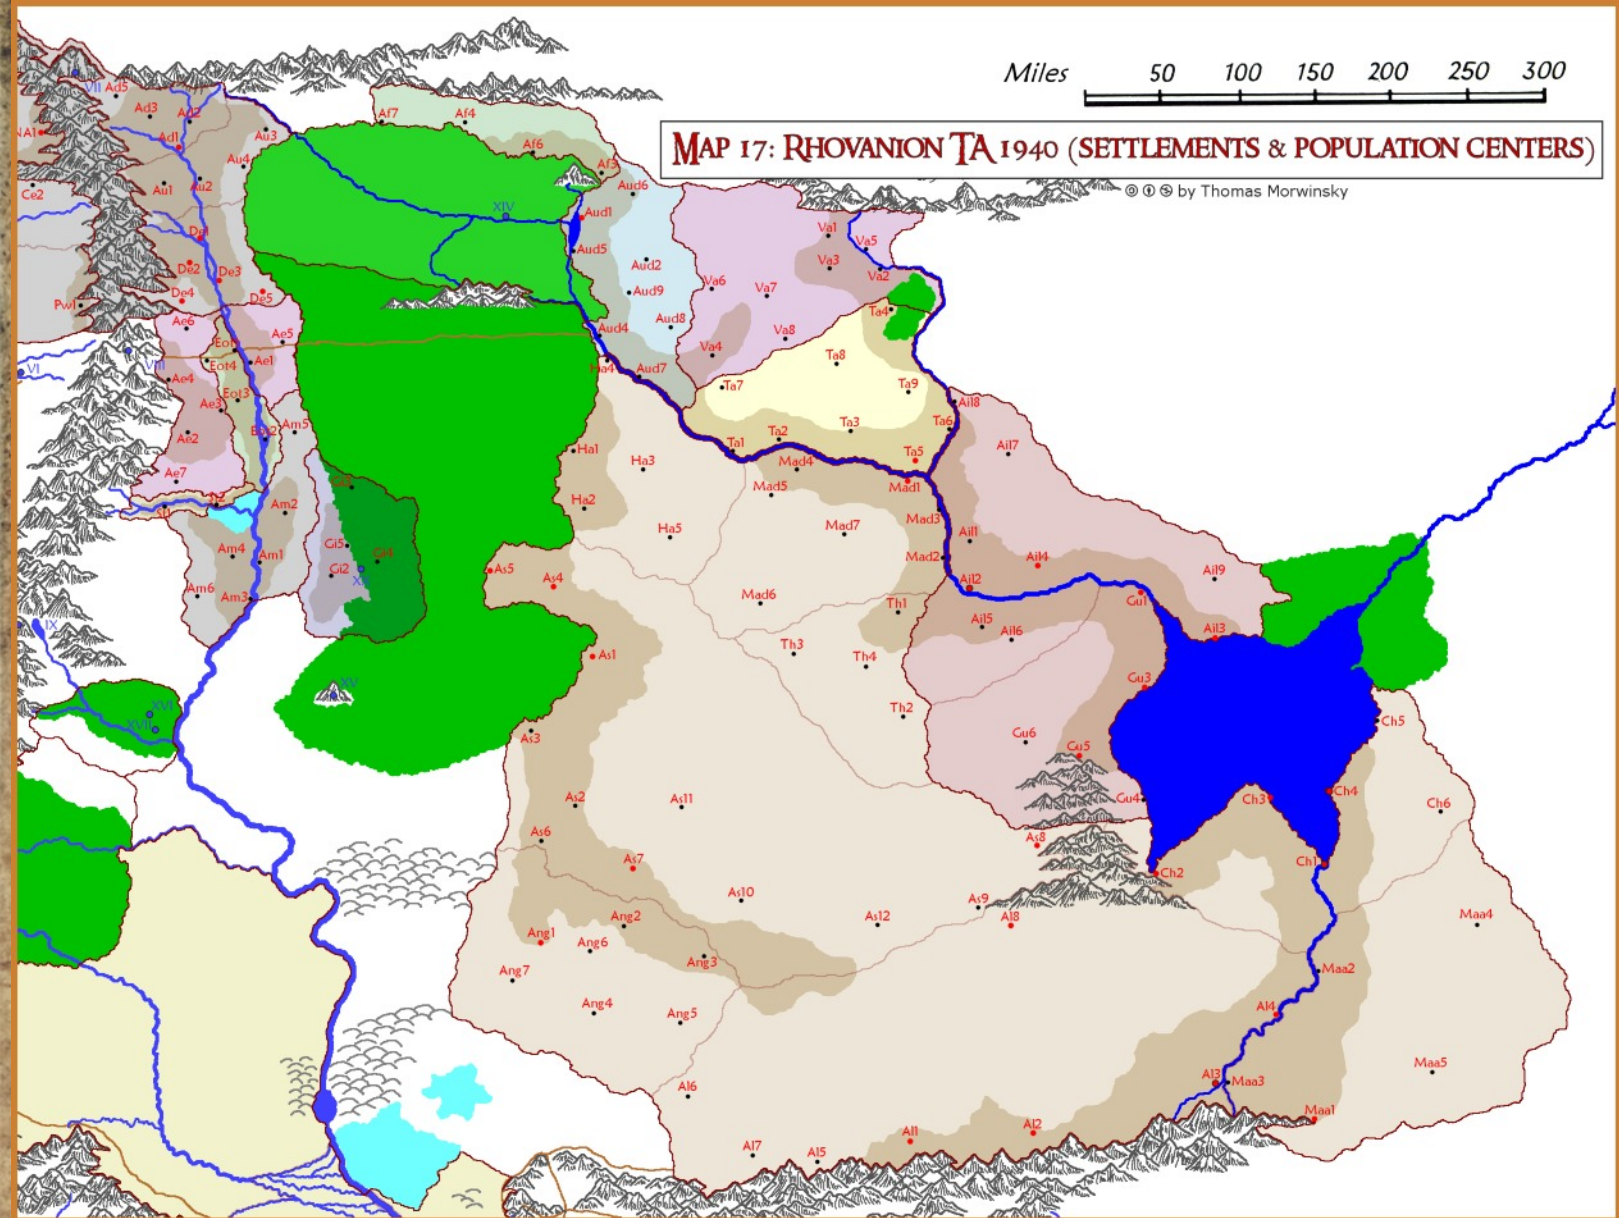 Miles 50 100 150 200 250 300
MAP 17: RHOVANION TA 1940 (SETTLEMENTS & POPULATION CENTERS)
by Thomas Morwinsky
VII Ad5
Af7 Af4
Ad3 Ad2
NA1 Ad1 Au3 Af6
Au4 Af3
Ce2 Au1 Au2 Aud6
XIV Aud1
De1 Va1 Va5
Aud5
De2 De3 Aud2 Va3 Va2
De4 De5 Aud9 Va6 Va7
Pw1
Ae6 Aud4 Aud8 Va8 Ta4
Ae5
VI VIII Eot4 Ae1 Ha4 Aud7 Va4 Ta8
Ae4 Ta7 Ta9
Ae3 Eot3 Ail8
Ae2 Am5 Ta2 Ta3 Ta6
Ha1 Ta1 Ail7
Ae7 Ha3 Mad4 Ta5
Mad5 Mad1
Am2 Ha2
Ha5 Mad7 Mad3 Ail1
Am4 Am1 Gi5 Gi4
Gi2 As5 Mad2 Ail4
As4 Ail2 Ail9
Am6 Am3 Mad6 Th1 Gu1
IX Ail5 Ail6 Ail3
As1 Th3 Th4
XV Gu3
XVI Th2 Ch5
XVII As3 Gu6 Gu5
As2 As11 Gu4 Ch3 Ch4 Ch6
As6 As8
As7 Ch2 Ch1
As10 As9
Ang2 As12 Al8 Maa4
Ang1 Ang6
Ang7 Ang3 Maa2
Ang4 Ang5 Al4
Al6 Al3 Maa3 Maa5
Maa1
Al7 Al5 Al1 Al2